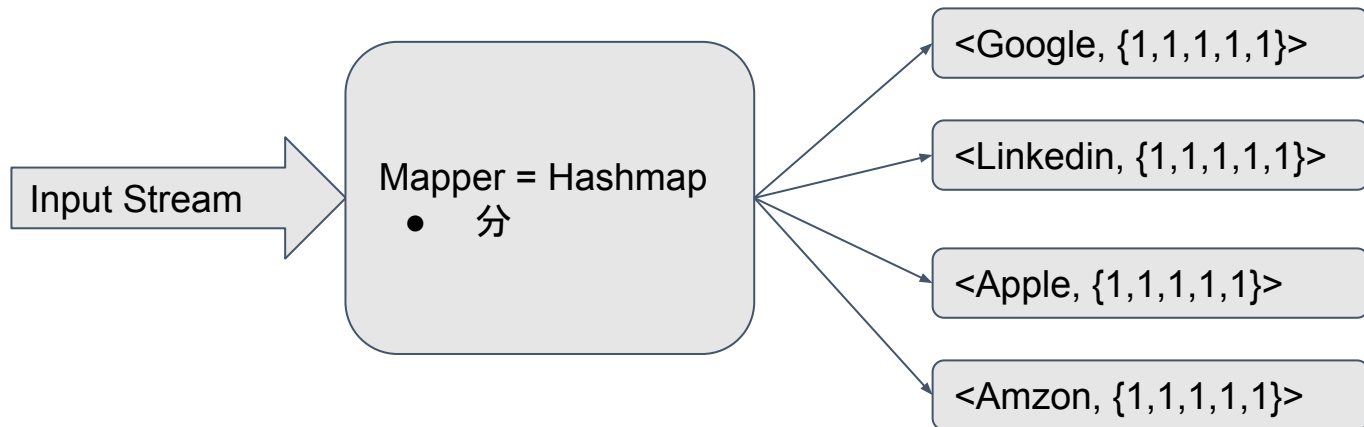 Input Stream
Mapper = Hashmap
● 分
<Google, {1,1,1,1,1}>
<Linkedin, {1,1,1,1,1}>
<Apple, {1,1,1,1,1}>
<Amzon, {1,1,1,1,1}>